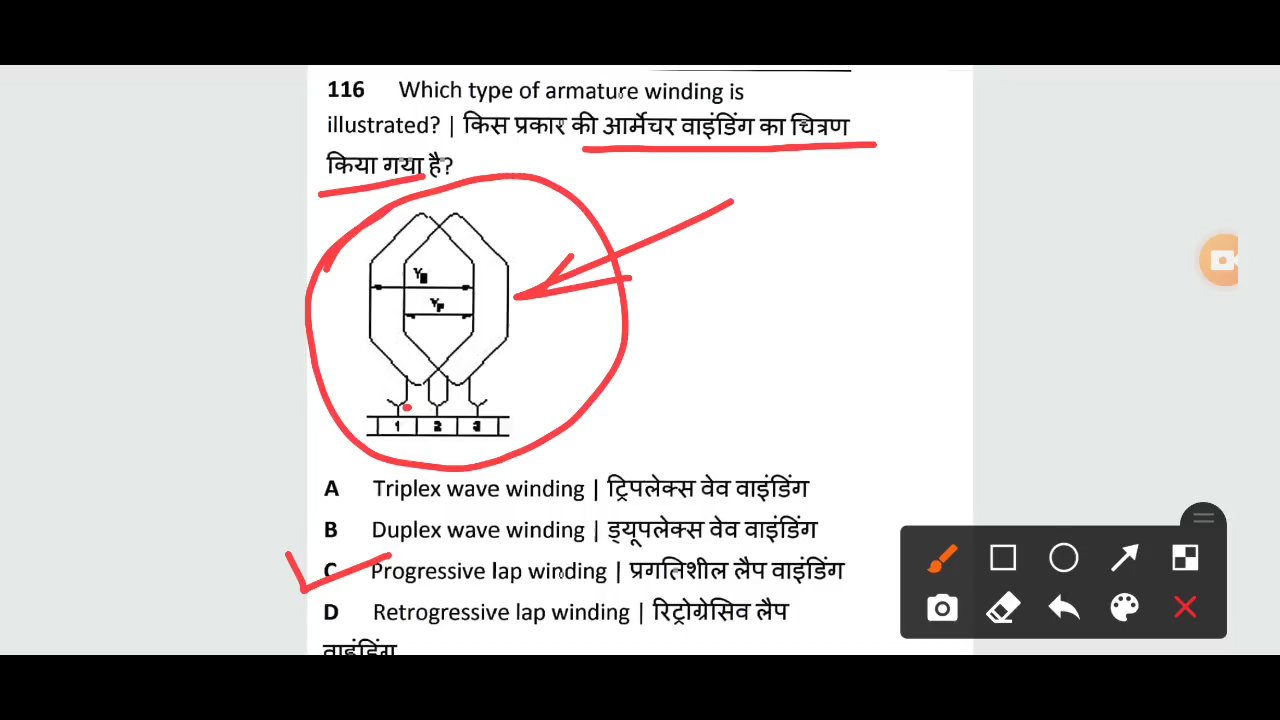 116 Which type of armature winding is
illustrated? | किस प्रकार की आर्मेचर वाइंडिंग का चित्रण
किया गया है?
Y
Y
1 2 3
A Triplex wave winding | ट्रिपलेक्स वेव वाइंडिंग
B Duplex wave winding | ड्यूपलेक्स वेव वाइंडिंग
C Progressive lap winding | प्रगतिशील लैप वाइंडिंग
D Retrogressive lap winding | रिट्रोग्रेसिव लैप
वाइंडिंग